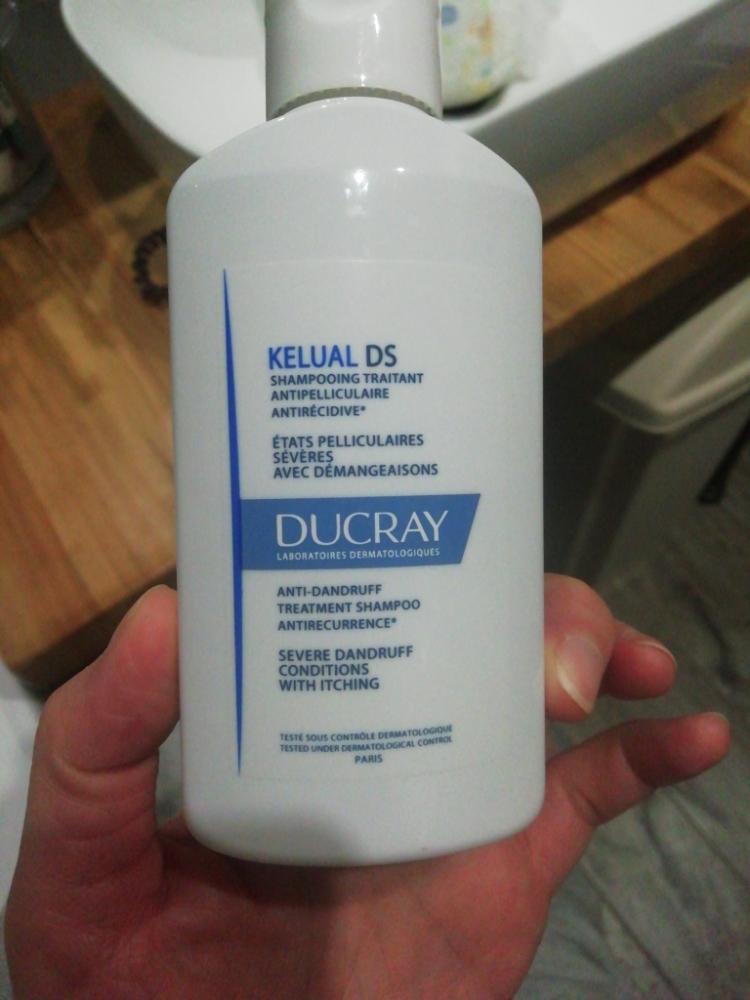 KELUAL DS
SHAMPOOING TRAITANT
ANTIPELLICULAIRE
ANTIRÉCIDIVE*
ÉTATS PELLICULAIRES
SÉVÈRES
AVEC DÉMANGEAISONS
DUCRAY
LABORATOIRES DERMATOLOGIQUES
ANTI-DANDRUFF
TREATMENT SHAMPOO
ANTIRECURRENCE*
SEVERE DANDRUFF
CONDITIONS
WITH ITCHING
TESTÉ SOUS CONTRÔLE DERMATOLOGIQUE
TESTED UNDER DERMATOLOGICAL CONTROL
PARIS